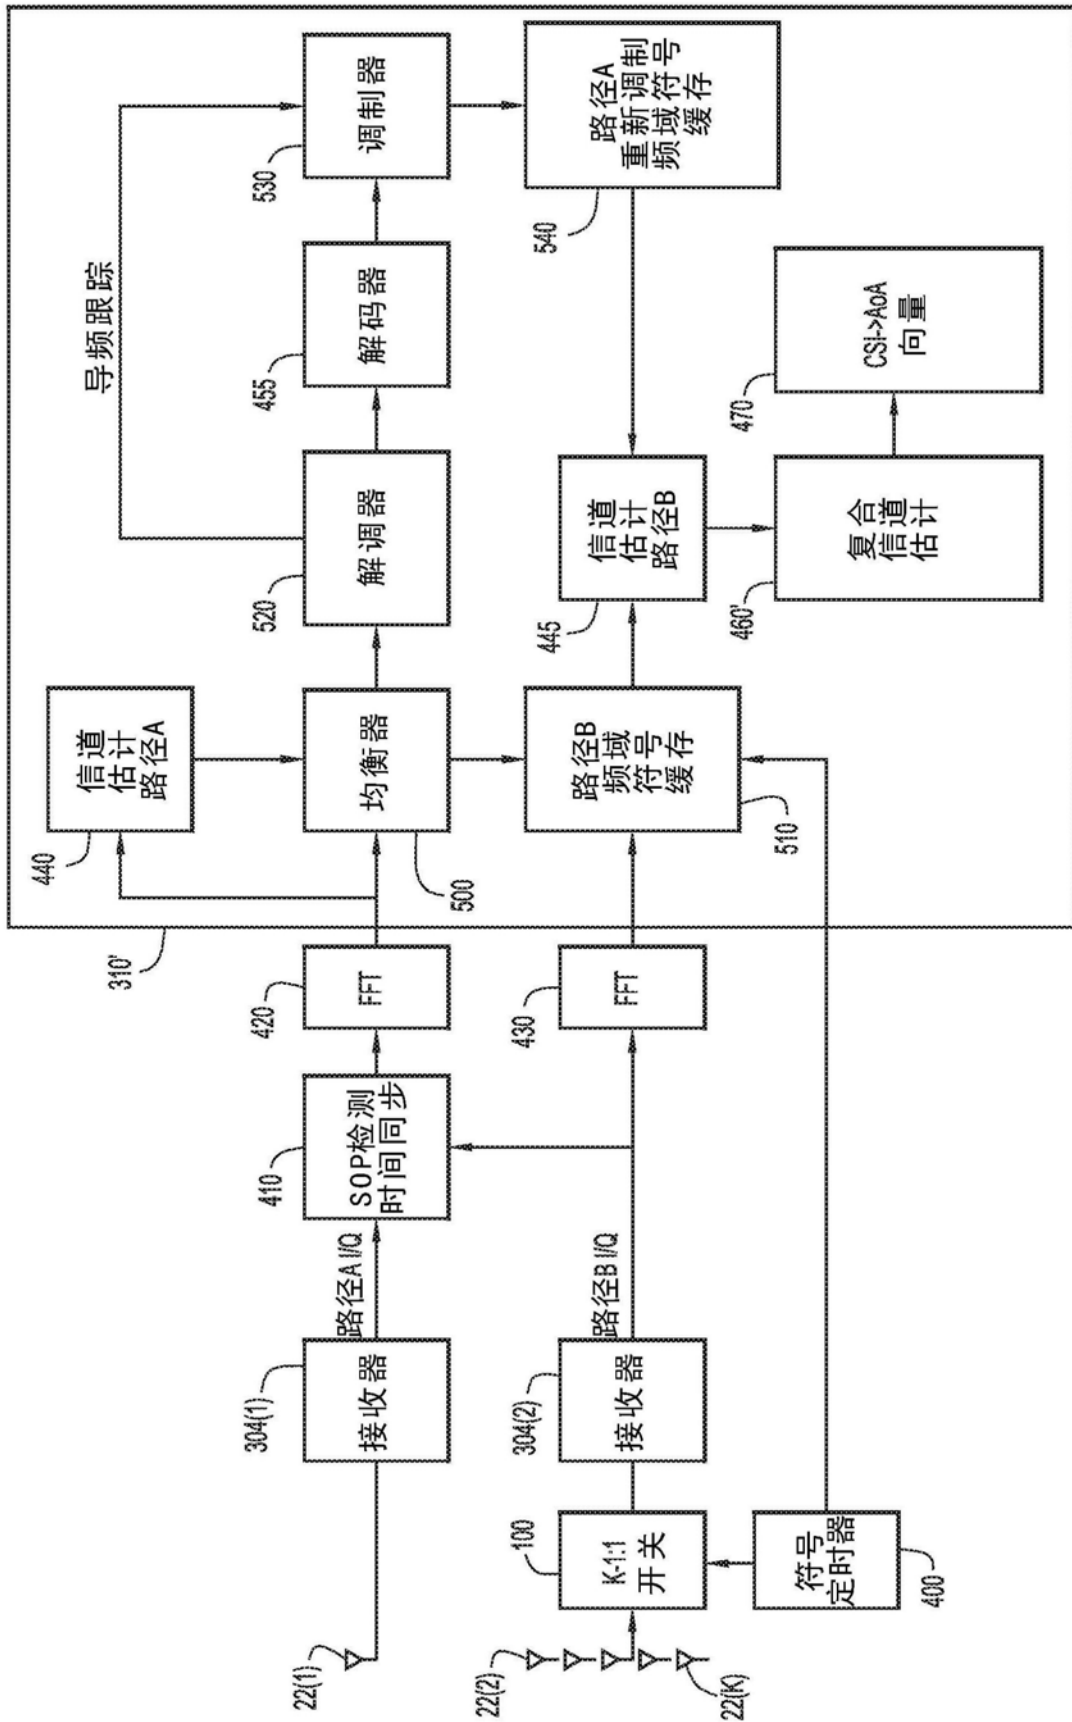 22(1)
304(1)
接收器
路径A I/Q
410
SOP检测
时间同步
420
FFT
310'
440
信道
估计
路径A
均衡器
500
520
解调器
导频跟踪
455
解码器
530
调制器
22(2)
22(K)
100
K-1:1
开关
304(2)
接收器
路径B I/Q
430
FFT
路径B
频域
符号
缓存
510
445
信道
估计
路径B
540
路径A
重新调制
频域符号
缓存
符号
定时器
400
460'
复合
信道
估计
470
CSI->AoA
向量